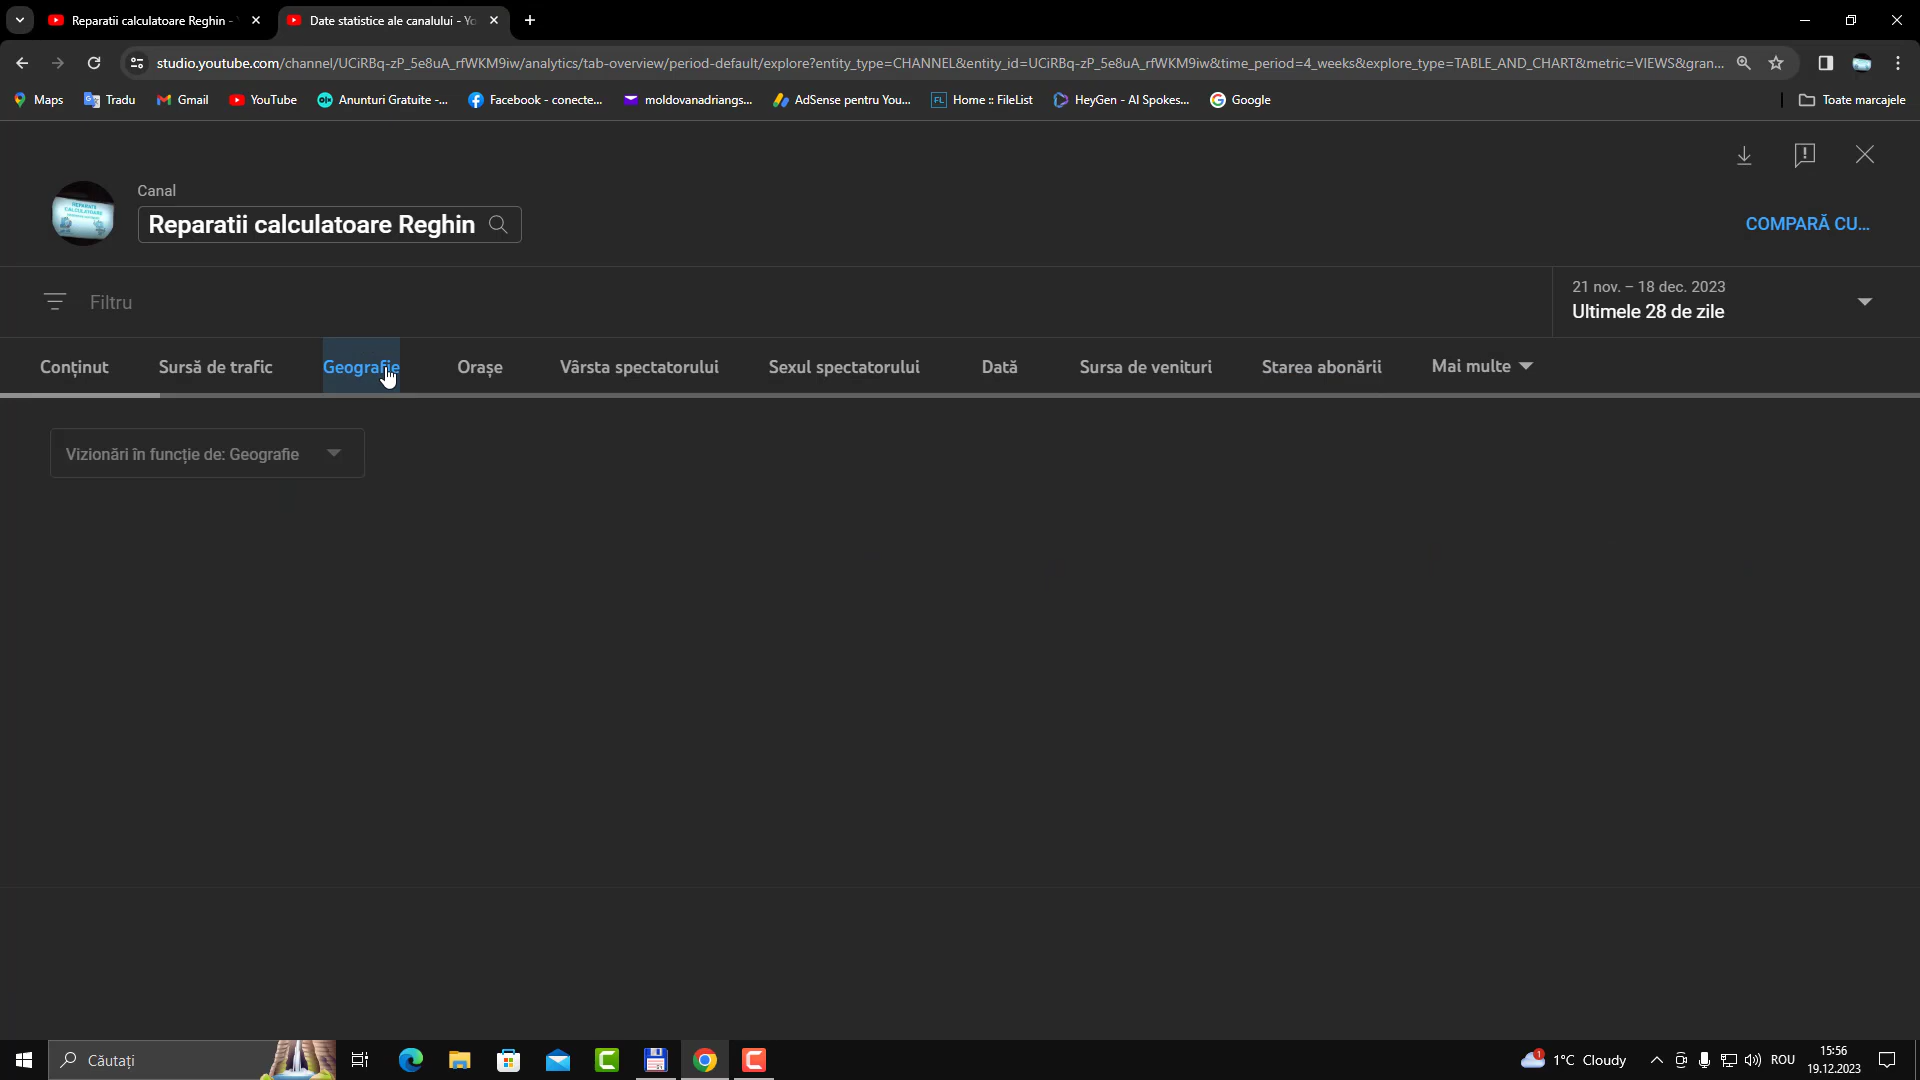 Reparatii calculatoare Reghin -
Date statistice ale canalului - Yo
studio.youtube.com/channel/UCiRBq-zP_5e8uA_rfWKM9iw/analytics/tab-overview/period-default/explore?entity_type=CHANNEL&entity_id=UCiRBq-zP_5e8uA_rfWKM9iw&time_period=4_weeks&explore_type=TABLE_AND_CHART&metric=VIEWS&gran...
Maps
Tradu
Gmail
YouTube
Anunturi Gratuite -...
Facebook - conecte...
moldovanadriangs...
AdSense pentru You...
FL Home :: FileList
HeyGen - AI Spokes...
Google
Toate marcajele
REPARATII
CALCULATOARE
Canal
Reparatii calculatoare Reghin
COMPARĂ CU...
Filtru
21 nov. – 18 dec. 2023
Ultimele 28 de zile
Conținut
Sursă de trafic
Geografie
Orașe
Vârsta spectatorului
Sexul spectatorului
Dată
Sursa de venituri
Starea abonării
Mai multe
Vizionări în funcție de: Geografie
Căutați
1
1°C Cloudy
ROU
15:56
19.12.2023